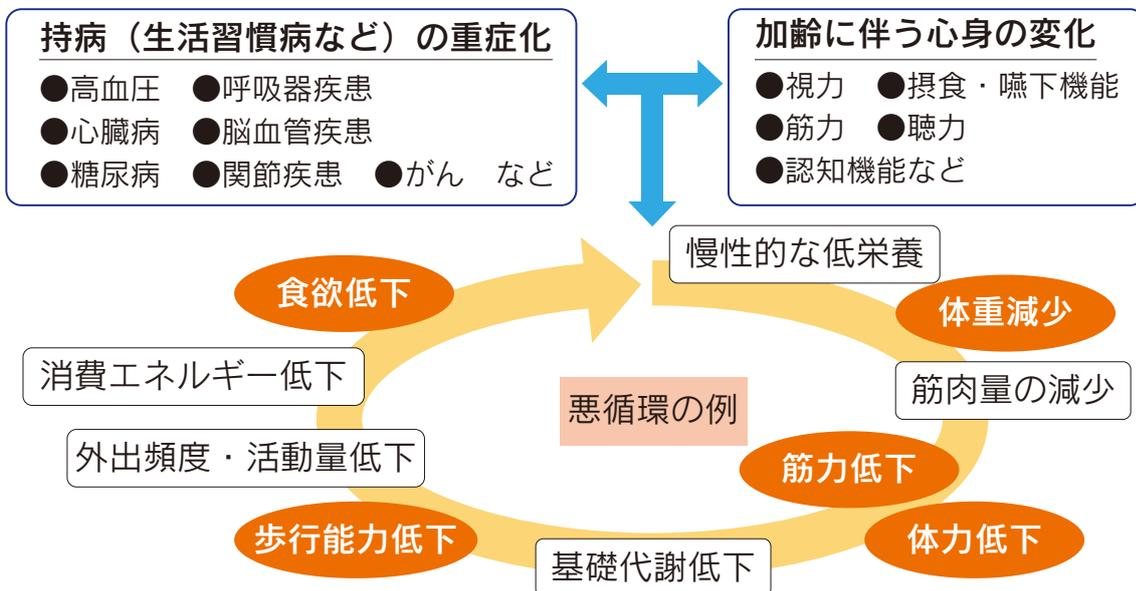 持病（生活習慣病など）の重症化
●高血圧　●呼吸器疾患
●心臓病　●脳血管疾患
●糖尿病　●関節疾患　●がん　など
加齢に伴う心身の変化
●視力　●摂食・嚥下機能
●筋力　●聴力
●認知機能など
慢性的な低栄養
体重減少
筋肉量の減少
筋力低下
体力低下
基礎代謝低下
歩行能力低下
外出頻度・活動量低下
消費エネルギー低下
食欲低下
悪循環の例